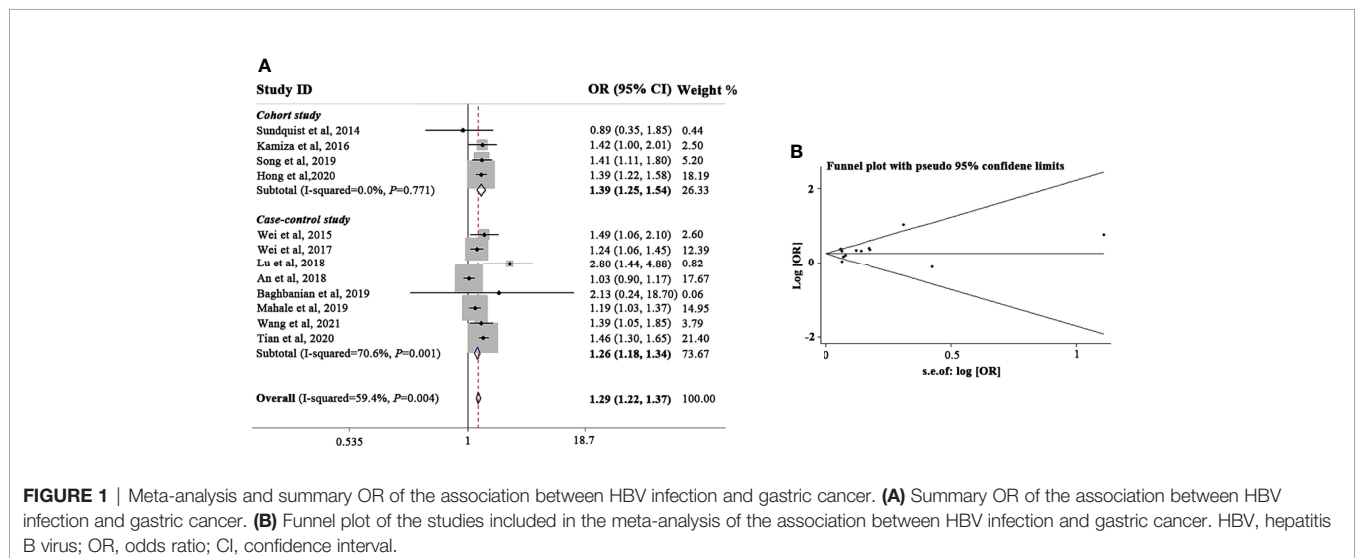 A
Study ID OR (95% CI) Weight %
Cohort study
Sundquist et al, 2014 0.89 (0.35, 1.85) 0.44
Kamiza et al, 2016 1.42 (1.00, 2.01) 2.50
Song et al, 2019 1.41 (1.11, 1.80) 5.20
Hong et al,2020 1.39 (1.22, 1.58) 18.19
Subtotal (I-squared=0.0%, P=0.771) 1.39 (1.25, 1.54) 26.33
Case-control study
Wei et al, 2015 1.49 (1.06, 2.10) 2.60
Wei et al, 2017 1.24 (1.06, 1.45) 12.39
Lu et al, 2018 2.80 (1.44, 4.88) 0.82
An et al, 2018 1.03 (0.90, 1.17) 17.67
Baghbanian et al, 2019 2.13 (0.24, 18.70) 0.06
Mahale et al, 2019 1.19 (1.03, 1.37) 14.95
Wang et al, 2021 1.39 (1.05, 1.85) 3.79
Tian et al, 2020 1.46 (1.30, 1.65) 21.40
Subtotal (I-squared=70.6%, P=0.001) 1.26 (1.18, 1.34) 73.67
Overall (I-squared=59.4%, P=0.004) 1.29 (1.22, 1.37) 100.00
0.535 1 18.7
B
Funnel plot with pseudo 95% confidene limits
2
0
-2
Log [OR]
0 0.5 1
s.e.of: log [OR]
FIGURE 1 | Meta-analysis and summary OR of the association between HBV infection and gastric cancer. (A) Summary OR of the association between HBV
infection and gastric cancer. (B) Funnel plot of the studies included in the meta-analysis of the association between HBV infection and gastric cancer. HBV, hepatitis
B virus; OR, odds ratio; CI, confidence interval.